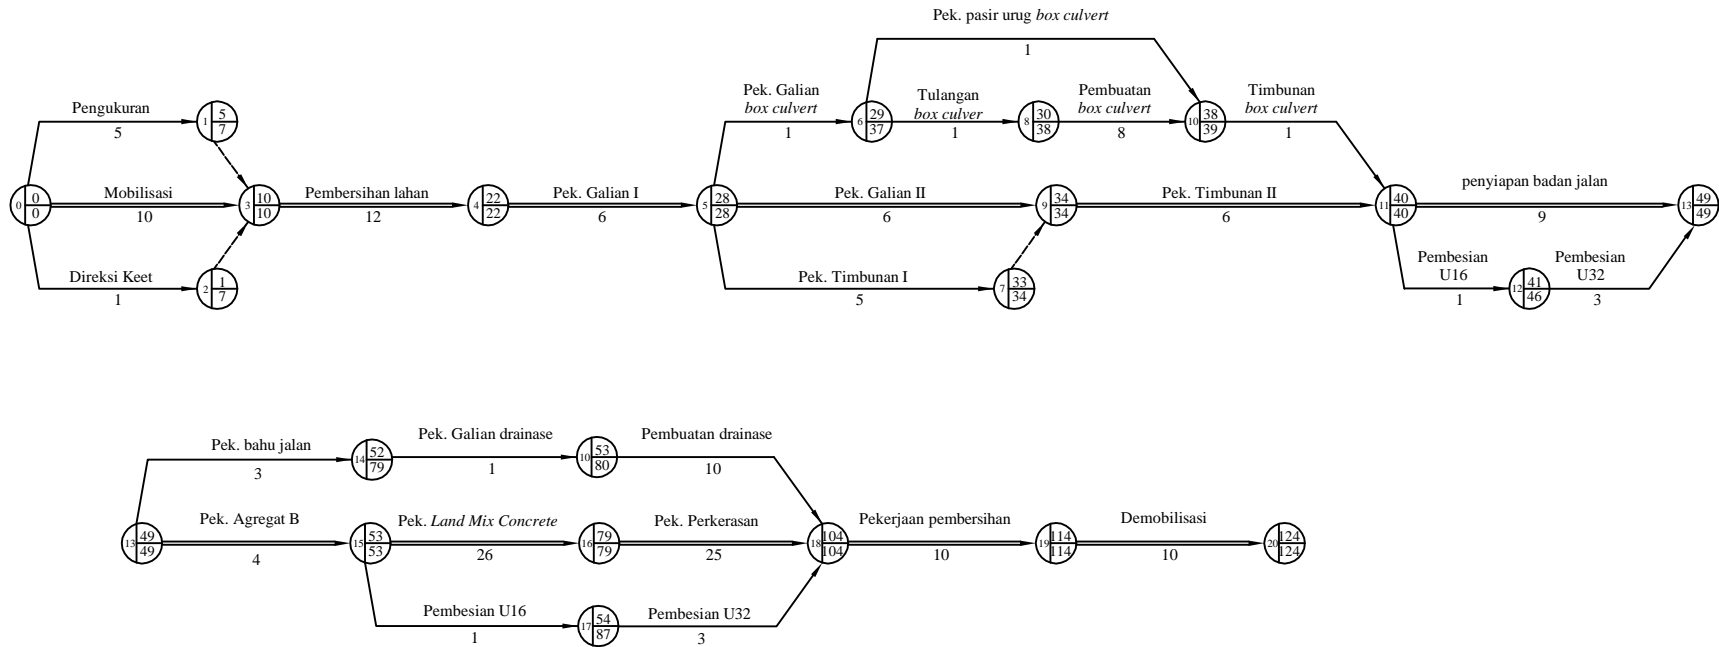 Pek. pasir urug box culvert
1
Pengukuran
5
1
5
7
Pek. Galian
box culvert
1
6
29
37
Tulangan
box culver
1
8
30
38
Pembuatan
box culvert
8
10
38
39
Timbunan
box culvert
1
0
0
0
Mobilisasi
10
3
10
10
Pembersihan lahan
12
4
22
22
Pek. Galian I
6
5
28
28
Pek. Galian II
6
9
34
34
Pek. Timbunan II
6
11
40
40
penyiapan badan jalan
9
13
49
49
Direksi Keet
1
2
1
7
Pek. Timbunan I
5
7
33
34
Pembesian
U16
1
12
41
46
Pembesian
U32
3
Pek. bahu jalan
3
14
52
79
Pek. Galian drainase
1
10
53
80
Pembuatan drainase
10
13
49
49
Pek. Agregat B
4
15
53
53
Pek. Land Mix Concrete
26
16
79
79
Pek. Perkerasan
25
18
104
104
Pekerjaan pembersihan
10
19
114
114
Demobilisasi
10
20
124
124
Pembesian U16
1
17
54
87
Pembesian U32
3